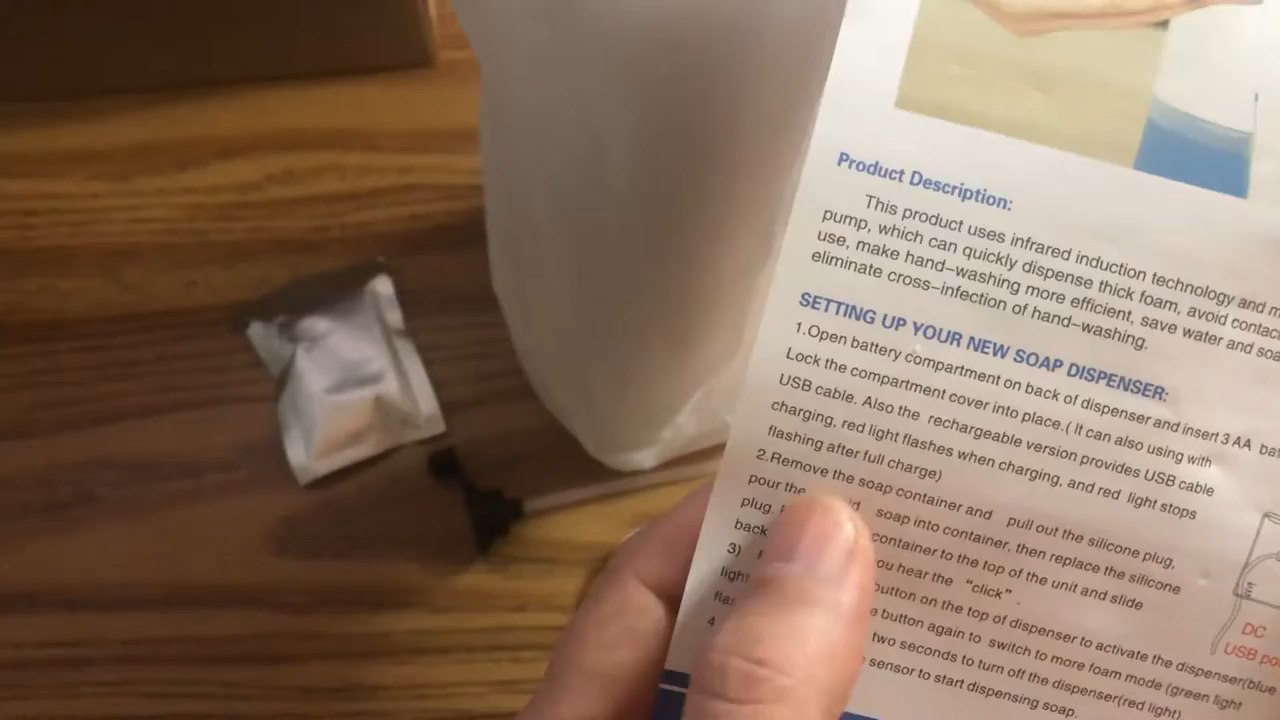 Product Description:
This product uses infrared induction technology and
pump, which can quickly dispense thick foam, avoid contact
use, make hand-washing more efficient, save water and
eliminate cross-infection of hand-washing.
SETTING UP YOUR NEW SOAP DISPENSER:
1.Open battery compartment on back of dispenser and insert 3 AA
Lock the compartment cover into place.( It can also using with
USB cable. Also the rechargeable version provides USB cable
charging, red light flashes when charging, and red light stops
flashing after full charge)
2.Remove the soap container and pull out the silicone plug,
pour the soap into container, then replace the silicone
plug. container to the top of the unit and slide
back you hear the "click".
3) button on the top of dispenser to activate the dispenser(blue
light button again to switch to more foam mode (green light
two seconds to turn off the dispenser(red light)
4 sensor to start dispensing soap.
DC
USB